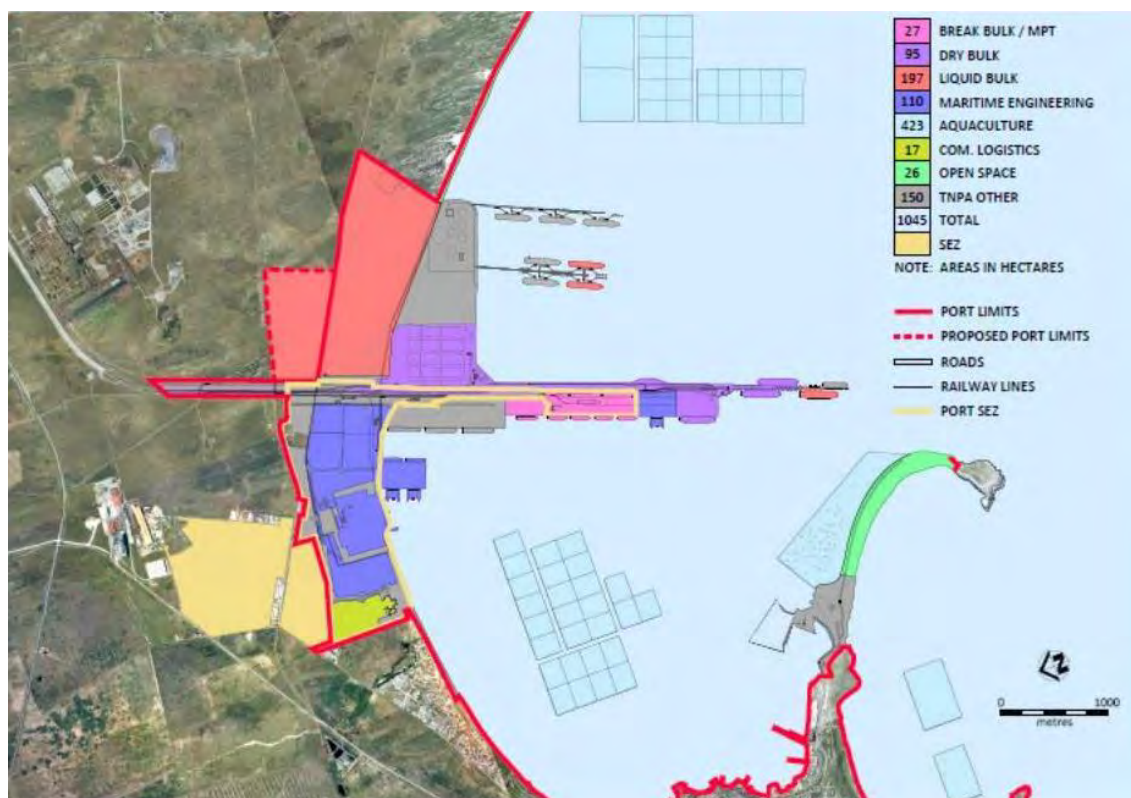 27 BREAK BULK / MPT
95 DRY BULK
197 LIQUID BULK
110 MARITIME ENGINEERING
423 AQUACULTURE
17 COM. LOGISTICS
26 OPEN SPACE
150 TNPA OTHER
1045 TOTAL
SEZ
NOTE: AREAS IN HECTARES
PORT LIMITS
PROPOSED PORT LIMITS
ROADS
RAILWAY LINES
PORT SEZ
N
0 1000
metres